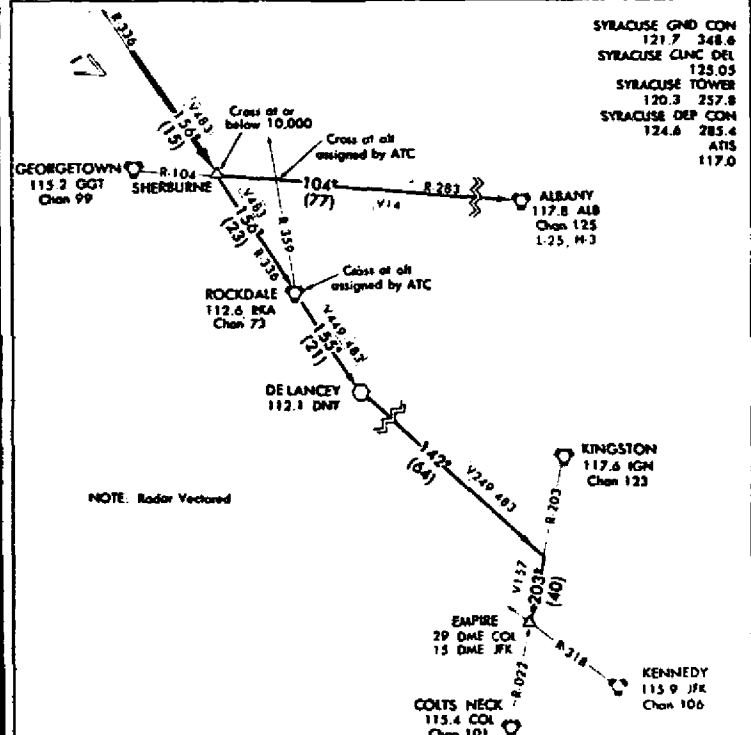 SYRACUSE GND CON
121.7 348.6
SYRACUSE CLNC DEL
125.05
SYRACUSE TOWER
120.3 257.8
SYRACUSE DEP CON
124.6 285.4
ATIS
117.0
R-336
V483
156°
(15)
Cross at or
below 10,000
Cross at alt
assigned by ATC
GEORGETOWN
115.2 GGT
Chan 99
R-104
SHERBURNE
104°
(77)
R-283
V14
ALBANY
117.8 ALB
Chan 125
L-25, H-3
V483
156°
(23)
R-336
R-359
Cross at alt
assigned by ATC
ROCKDALE
112.6 RKA
Chan 73
V449 483
155°
(21)
DE LANCEY
112.1 DNT
142°
(64)
V249 483
KINGSTON
117.6 IGN
Chan 123
R-203
NOTE: Radar Vectored
V157
203°
(40)
EMPIRE
29 DME COL
15 DME JFK
R-318
R-022
KENNEDY
115.9 JFK
Chan 106
COLTS NECK
115.4 COL
Chan 101